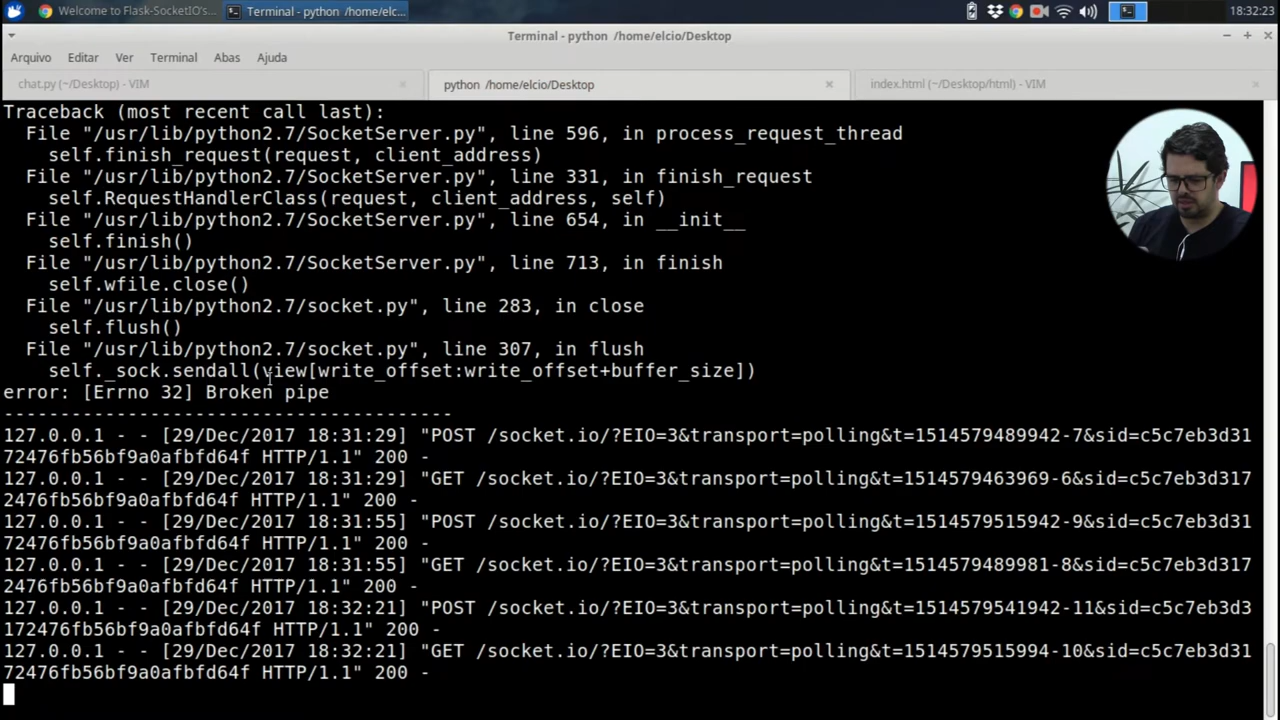 Welcome to Flask-SocketIO's...
Terminal - python /home/elc...
18:32:23
Terminal - python /home/elcio/Desktop
Arquivo Editar Ver Terminal Abas Ajuda
chat.py (~/Desktop) - VIM
python /home/elcio/Desktop
index.html (~/Desktop/html) - VIM
Traceback (most recent call last):
File "/usr/lib/python2.7/SocketServer.py", line 596, in process_request_thread
self.finish_request(request, client_address)
File "/usr/lib/python2.7/SocketServer.py", line 331, in finish_request
self.RequestHandlerClass(request, client_address, self)
File "/usr/lib/python2.7/SocketServer.py", line 654, in __init__
self.finish()
File "/usr/lib/python2.7/SocketServer.py", line 713, in finish
self.wfile.close()
File "/usr/lib/python2.7/socket.py", line 283, in close
self.flush()
File "/usr/lib/python2.7/socket.py", line 307, in flush
self._sock.sendall(view[write_offset:write_offset+buffer_size])
error: [Errno 32] Broken pipe
----------------------------------------
127.0.0.1 - - [29/Dec/2017 18:31:29] "POST /socket.io/?EIO=3&transport=polling&t=1514579489942-7&sid=c5c7eb3d31
72476fb56bf9a0afbfd64f HTTP/1.1" 200 -
127.0.0.1 - - [29/Dec/2017 18:31:29] "GET /socket.io/?EIO=3&transport=polling&t=1514579463969-6&sid=c5c7eb3d317
2476fb56bf9a0afbfd64f HTTP/1.1" 200 -
127.0.0.1 - - [29/Dec/2017 18:31:55] "POST /socket.io/?EIO=3&transport=polling&t=1514579515942-9&sid=c5c7eb3d31
72476fb56bf9a0afbfd64f HTTP/1.1" 200 -
127.0.0.1 - - [29/Dec/2017 18:31:55] "GET /socket.io/?EIO=3&transport=polling&t=1514579489981-8&sid=c5c7eb3d317
2476fb56bf9a0afbfd64f HTTP/1.1" 200 -
127.0.0.1 - - [29/Dec/2017 18:32:21] "POST /socket.io/?EIO=3&transport=polling&t=1514579541942-11&sid=c5c7eb3d3
172476fb56bf9a0afbfd64f HTTP/1.1" 200 -
127.0.0.1 - - [29/Dec/2017 18:32:21] "GET /socket.io/?EIO=3&transport=polling&t=1514579515994-10&sid=c5c7eb3d31
72476fb56bf9a0afbfd64f HTTP/1.1" 200 -